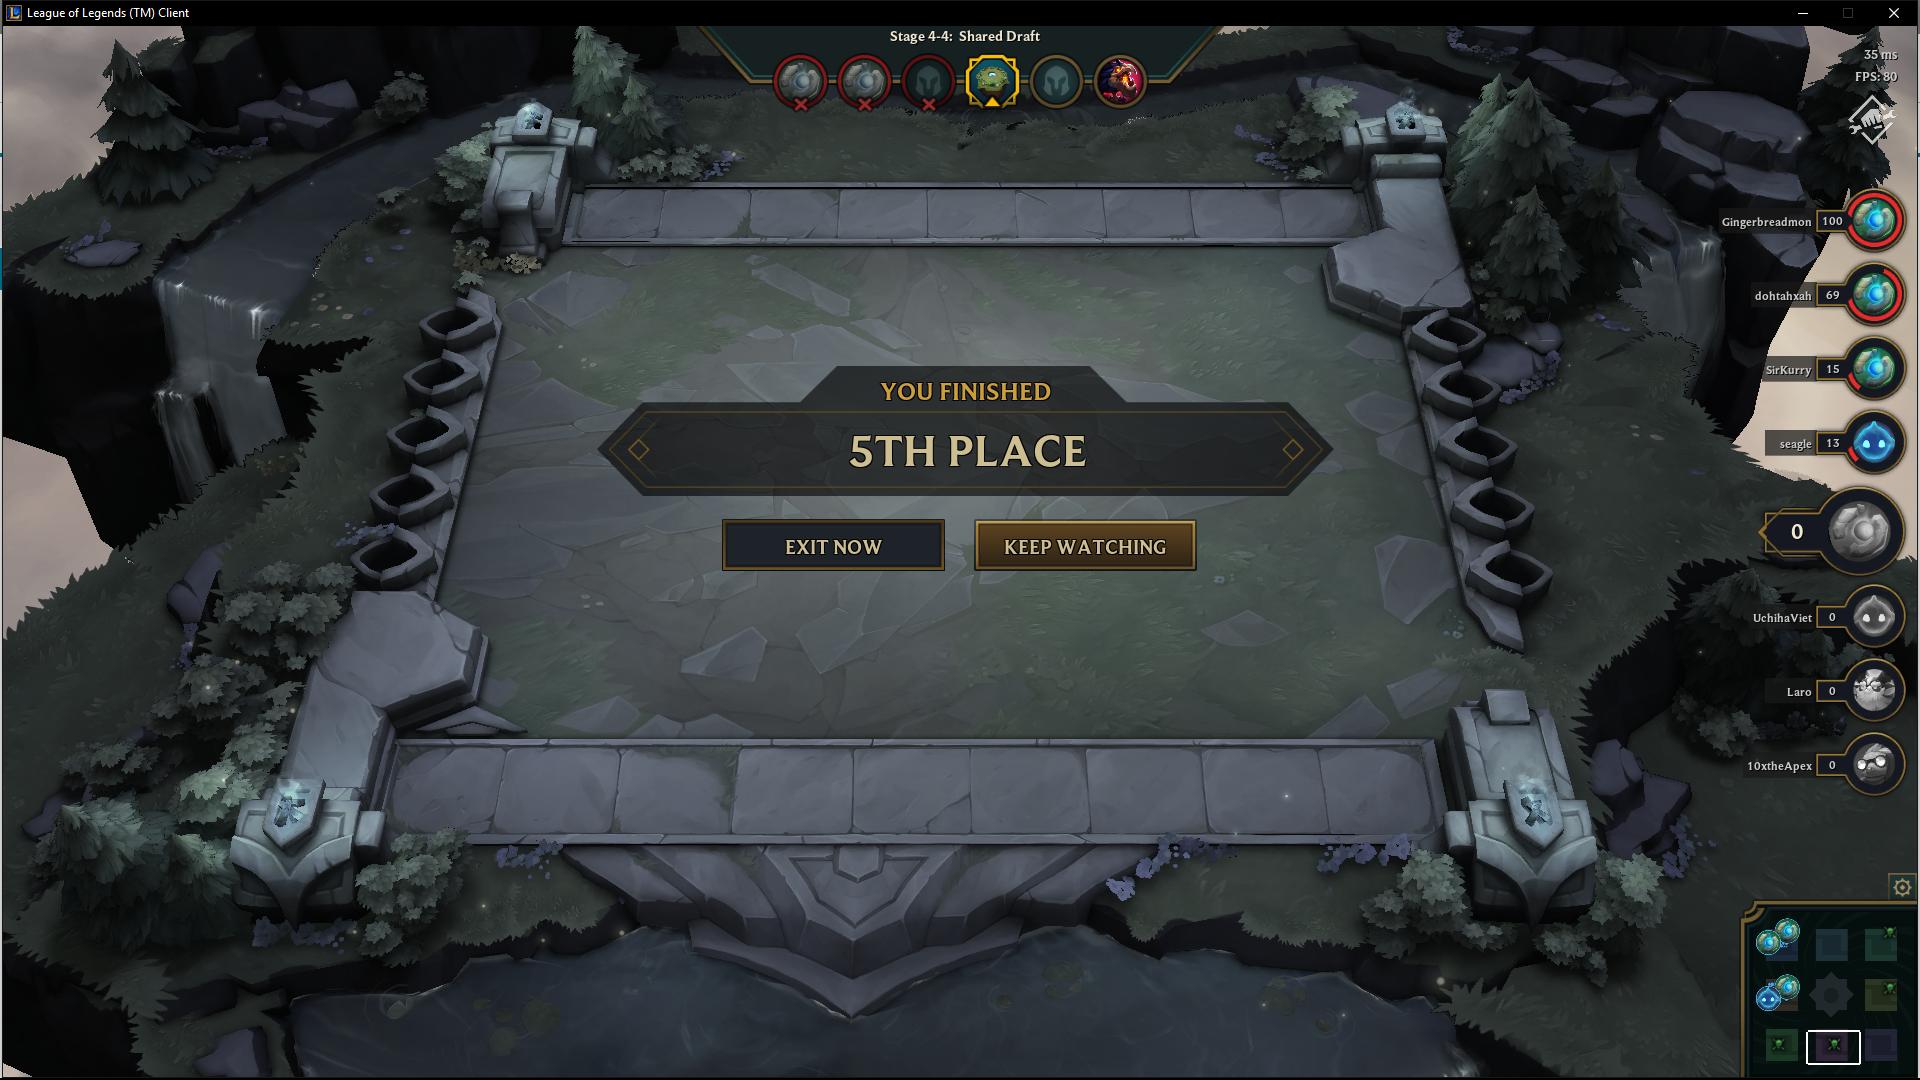 League of Legends (TM) Client
Stage 4-4: Shared Draft
35 ms
FPS: 80
Gingerbreadmon 100
dohtahxah 69
SirKurry 15
seagle 13
YOU FINISHED
5TH PLACE
EXIT NOW
KEEP WATCHING
0
UchihaViet 0
Laro 0
10xtheApex 0